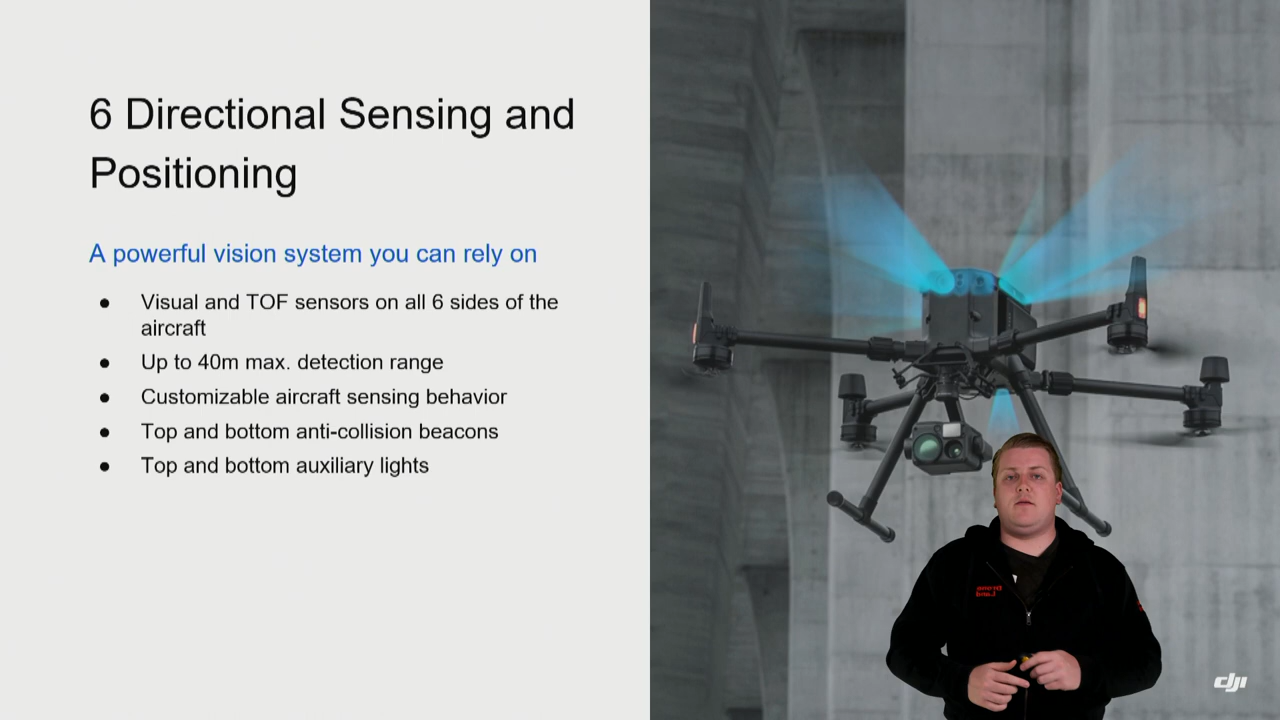 6 Directional Sensing and
Positioning
A powerful vision system you can rely on
● Visual and TOF sensors on all 6 sides of the
aircraft
● Up to 40m max. detection range
● Customizable aircraft sensing behavior
● Top and bottom anti-collision beacons
● Top and bottom auxiliary lights
dji